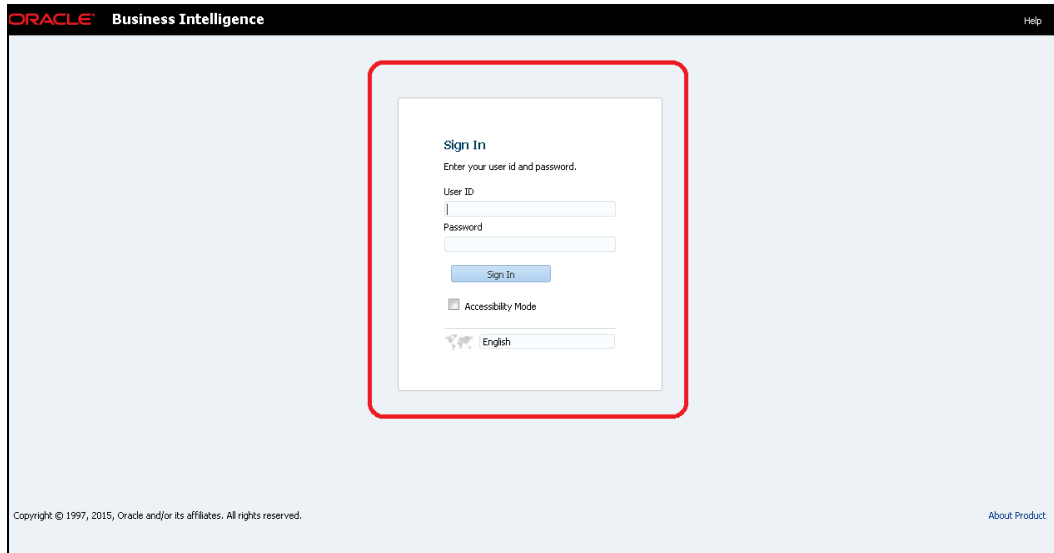 ORACLE Business Intelligence Help
Sign In
Enter your user id and password.
User ID
Password
Sign In
Accessibility Mode
English
Copyright © 1997, 2015, Oracle and/or its affiliates. All rights reserved. About Product